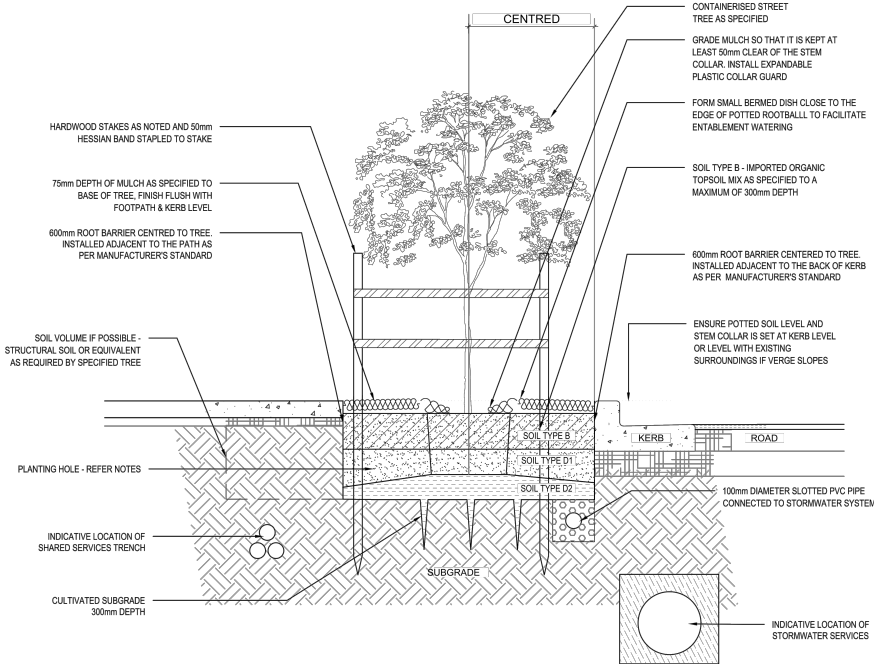 CENTRED
CONTAINERISED STREET
TREE AS SPECIFIED
GRADE MULCH SO THAT IT IS KEPT AT
LEAST 50mm CLEAR OF THE STEM
COLLAR. INSTALL EXPANDABLE
PLASTIC COLLAR GUARD
FORM SMALL BERMED DISH CLOSE TO THE
EDGE OF POTTED ROOTBALL TO FACILITATE
ENTABLEMENT WATERING
SOIL TYPE B - IMPORTED ORGANIC
TOPSOIL MIX AS SPECIFIED TO A
MAXIMUM OF 300mm DEPTH
600mm ROOT BARRIER CENTERED TO TREE.
INSTALLED ADJACENT TO THE BACK OF KERB
AS PER MANUFACTURER'S STANDARD
ENSURE POTTED SOIL LEVEL AND
STEM COLLAR IS SET AT KERB LEVEL
OR LEVEL WITH EXISTING
SURROUNDINGS IF VERGE SLOPES
HARDWOOD STAKES AS NOTED AND 50mm
HESSIAN BAND STAPLED TO STAKE
75mm DEPTH OF MULCH AS SPECIFIED TO
BASE OF TREE, FINISH FLUSH WITH
FOOTPATH & KERB LEVEL
600mm ROOT BARRIER CENTRED TO TREE.
INSTALLED ADJACENT TO THE PATH AS
PER MANUFACTURER'S STANDARD
SOIL VOLUME IF POSSIBLE -
STRUCTURAL SOIL OR EQUIVALENT
AS REQUIRED BY SPECIFIED TREE
PLANTING HOLE - REFER NOTES
INDICATIVE LOCATION OF
SHARED SERVICES TRENCH
CULTIVATED SUBGRADE
300mm DEPTH
SOIL TYPE B
SOIL TYPE D1
SOIL TYPE D2
KERB
ROAD
SUBGRADE
100mm DIAMETER SLOTTED PVC PIPE
CONNECTED TO STORMWATER SYSTEM
INDICATIVE LOCATION OF
STORMWATER SERVICES